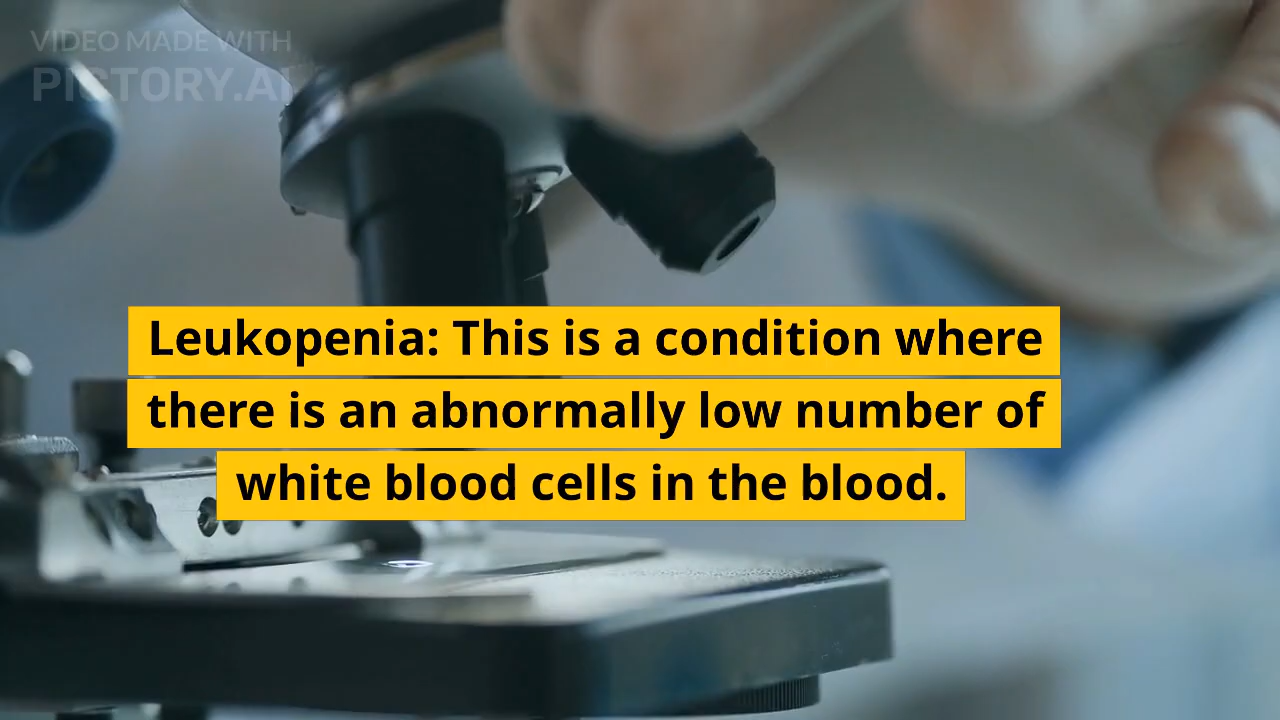 VIDEO MADE WITH
PICTORY.AI
Leukopenia: This is a condition where
there is an abnormally low number of
white blood cells in the blood.